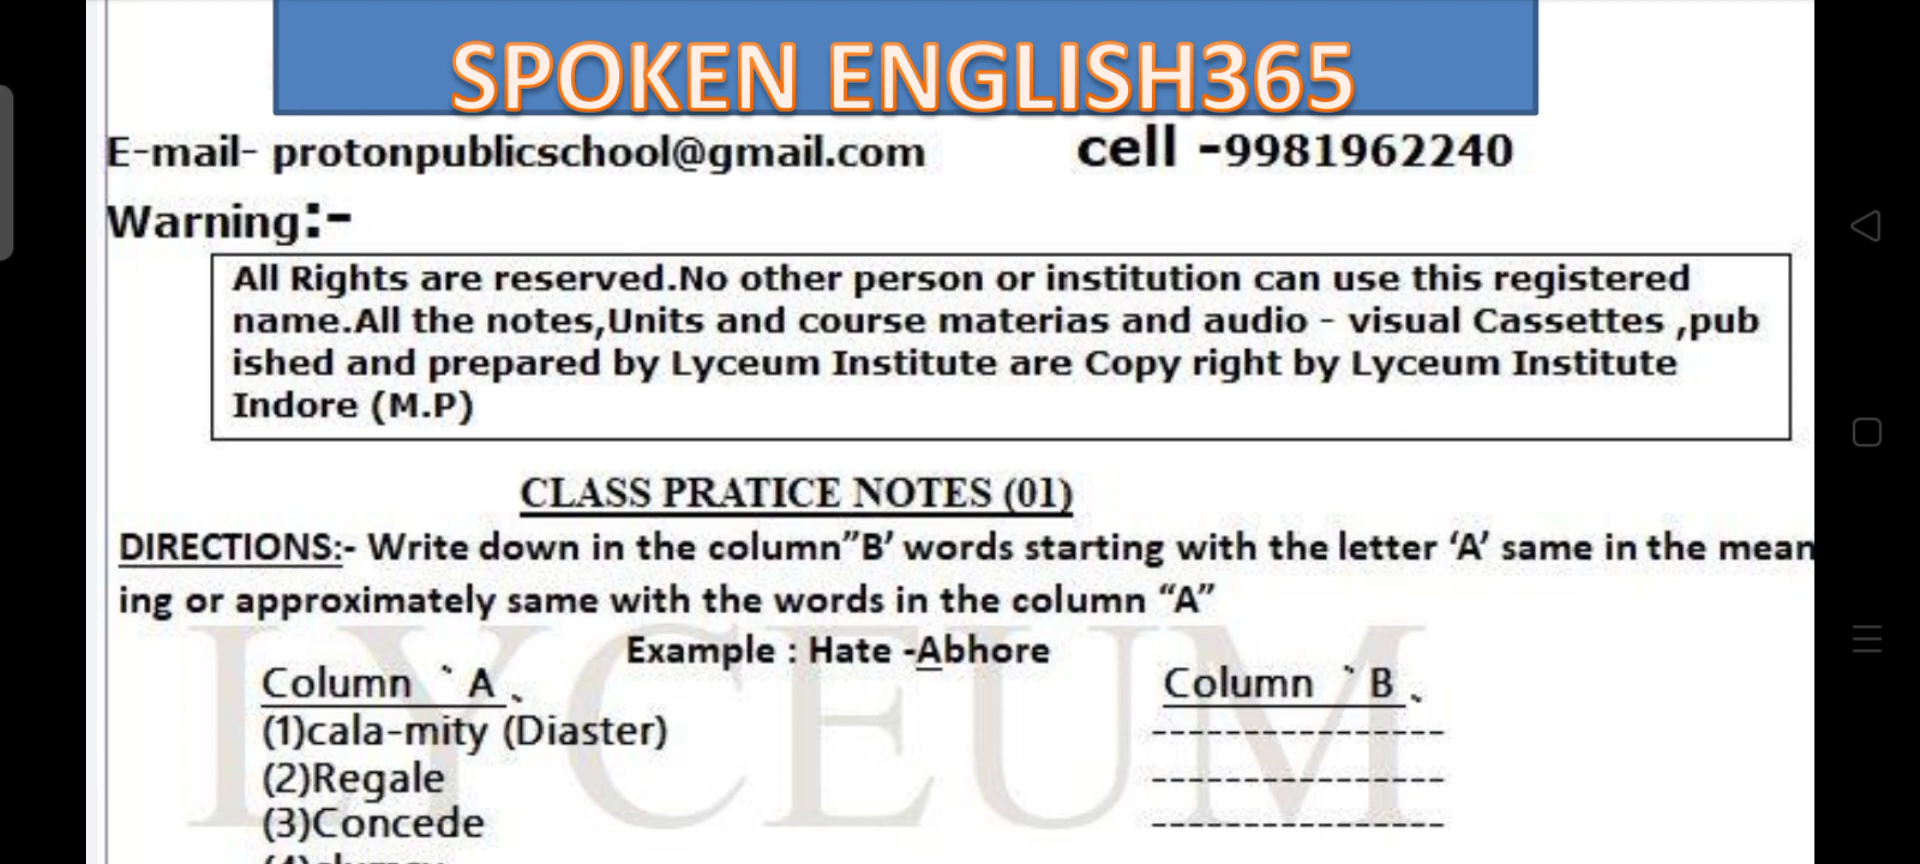 SPOKEN ENGLISH365
E-mail- protonpublicschool@gmail.com cell -9981962240
Warning:-
All Rights are reserved.No other person or institution can use this registered
name.All the notes,Units and course materias and audio - visual Cassettes ,pub
ished and prepared by Lyceum Institute are Copy right by Lyceum Institute
Indore (M.P)
CLASS PRATICE NOTES (01)
DIRECTIONS:- Write down in the column”B’ words starting with the letter ‘A’ same in the mean
ing or approximately same with the words in the column “A”
Example : Hate -Abhore
Column ` A ˎ Column ` B ˎ
(1)cala-mity (Diaster) ---------------
(2)Regale ---------------
(3)Concede ---------------
LYCEUM